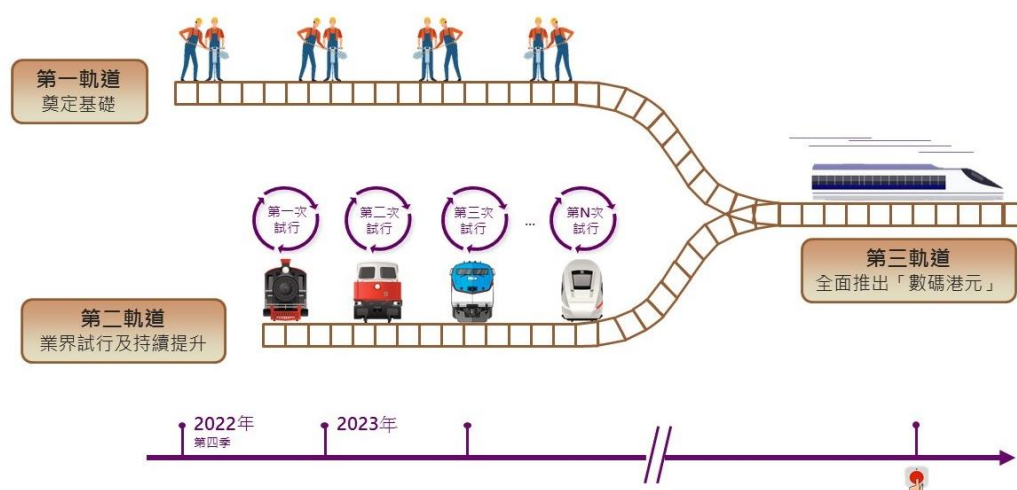 第一軌道
奠定基礎
第一次
試行
第二次
試行
第三次
試行
...
第N次
試行
第三軌道
全面推出「數碼港元」
第二軌道
業界試行及持續提升
2022年
第四季
2023年